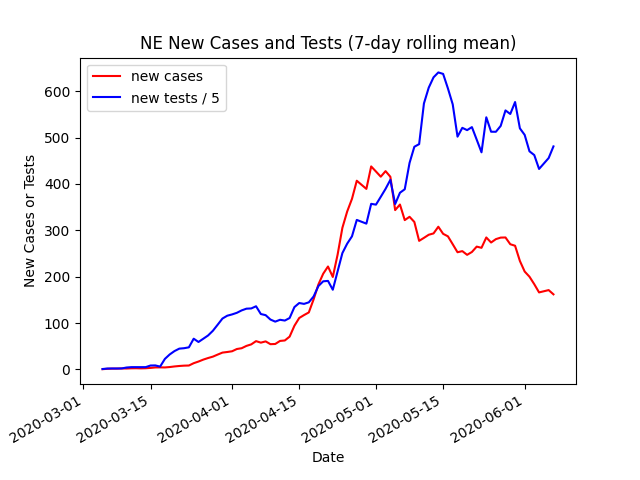 NE New Cases and Tests (7-day rolling mean)
new cases
new tests / 5
600
500
400
300
200
100
0
New Cases or Tests
2020-03-01
2020-03-15
2020-04-01
2020-04-15
2020-05-01
2020-05-15
2020-06-01
Date